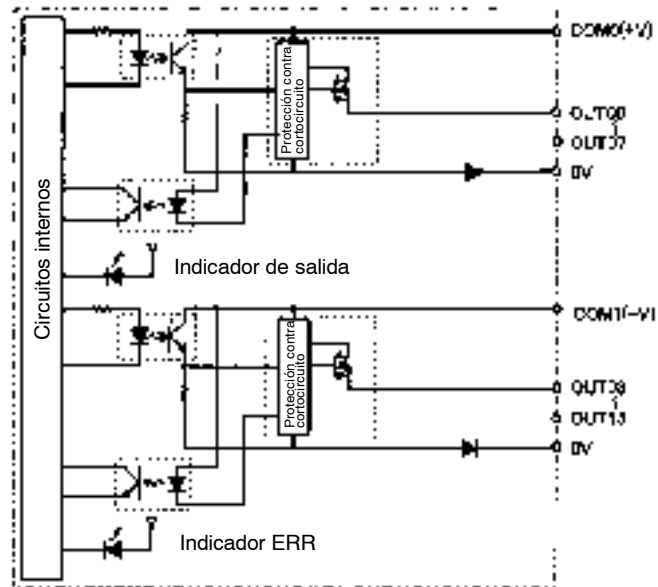 COM0(+V)
Protección contra
cortocircuito
OUT00
OUT07
0V
Circuitos internos
Indicador de salida
COM1(+V)
Protección contra
cortocircuito
OUT08
OUT15
0V
Indicador ERR